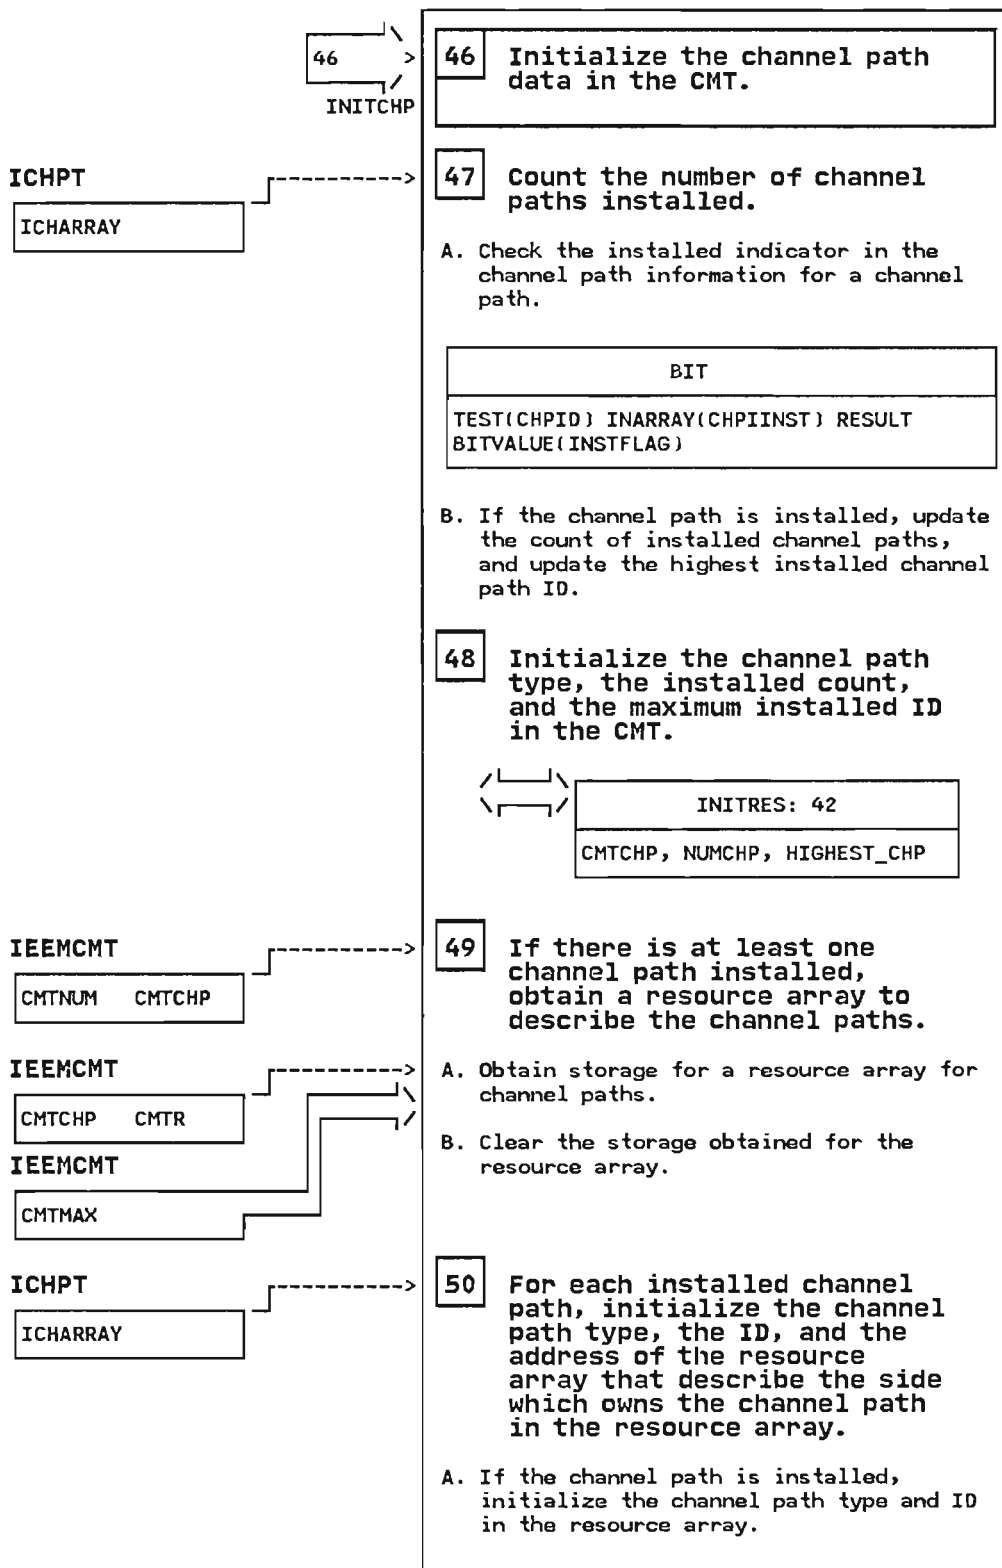 46
INITCHP
46 Initialize the channel path
data in the CMT.
ICHPT
ICHARRAY
47 Count the number of channel
paths installed.
A. Check the installed indicator in the
channel path information for a channel
path.
BIT
TEST(CHPID) INARRAY(CHPIINST) RESULT
BITVALUE(INSTFLAG)
B. If the channel path is installed, update
the count of installed channel paths,
and update the highest installed channel
path ID.
48 Initialize the channel path
type, the installed count,
and the maximum installed ID
in the CMT.
INITRES: 42
CMTCHP, NUMCHP, HIGHEST_CHP
IEEMCMT
CMTNUM CMTCHP
49 If there is at least one
channel path installed,
obtain a resource array to
describe the channel paths.
IEEMCMT
CMTCHP CMTR
IEEMCMT
CMTMAX
A. Obtain storage for a resource array for
channel paths.
B. Clear the storage obtained for the
resource array.
ICHPT
ICHARRAY
50 For each installed channel
path, initialize the channel
path type, the ID, and the
address of the resource
array that describe the side
which owns the channel path
in the resource array.
A. If the channel path is installed,
initialize the channel path type and ID
in the resource array.